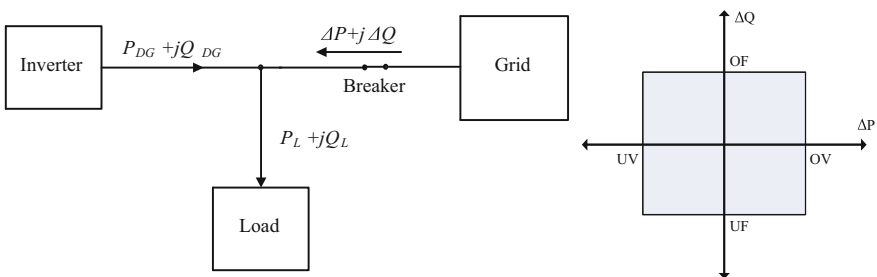 Inverter
P_DG +jQ_DG
ΔP+j ΔQ
Breaker
Grid
P_L +jQ_L
Load
ΔQ
OF
ΔP
UV
OV
UF